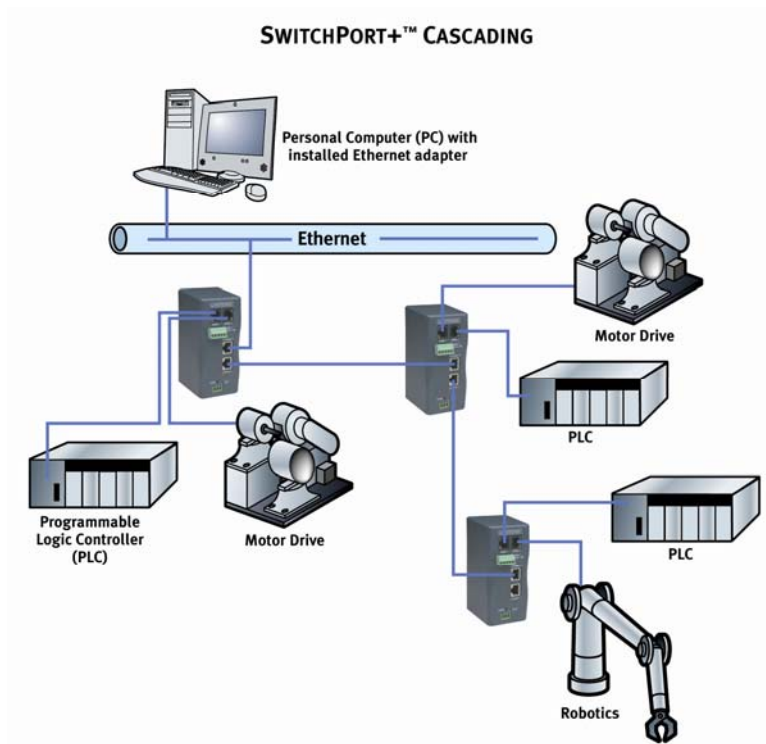 SWITCHPORT+™ CASCADING
Personal Computer (PC) with
installed Ethernet adapter
Ethernet
Motor Drive
PLC
Programmable
Logic Controller
(PLC)
Motor Drive
PLC
Robotics